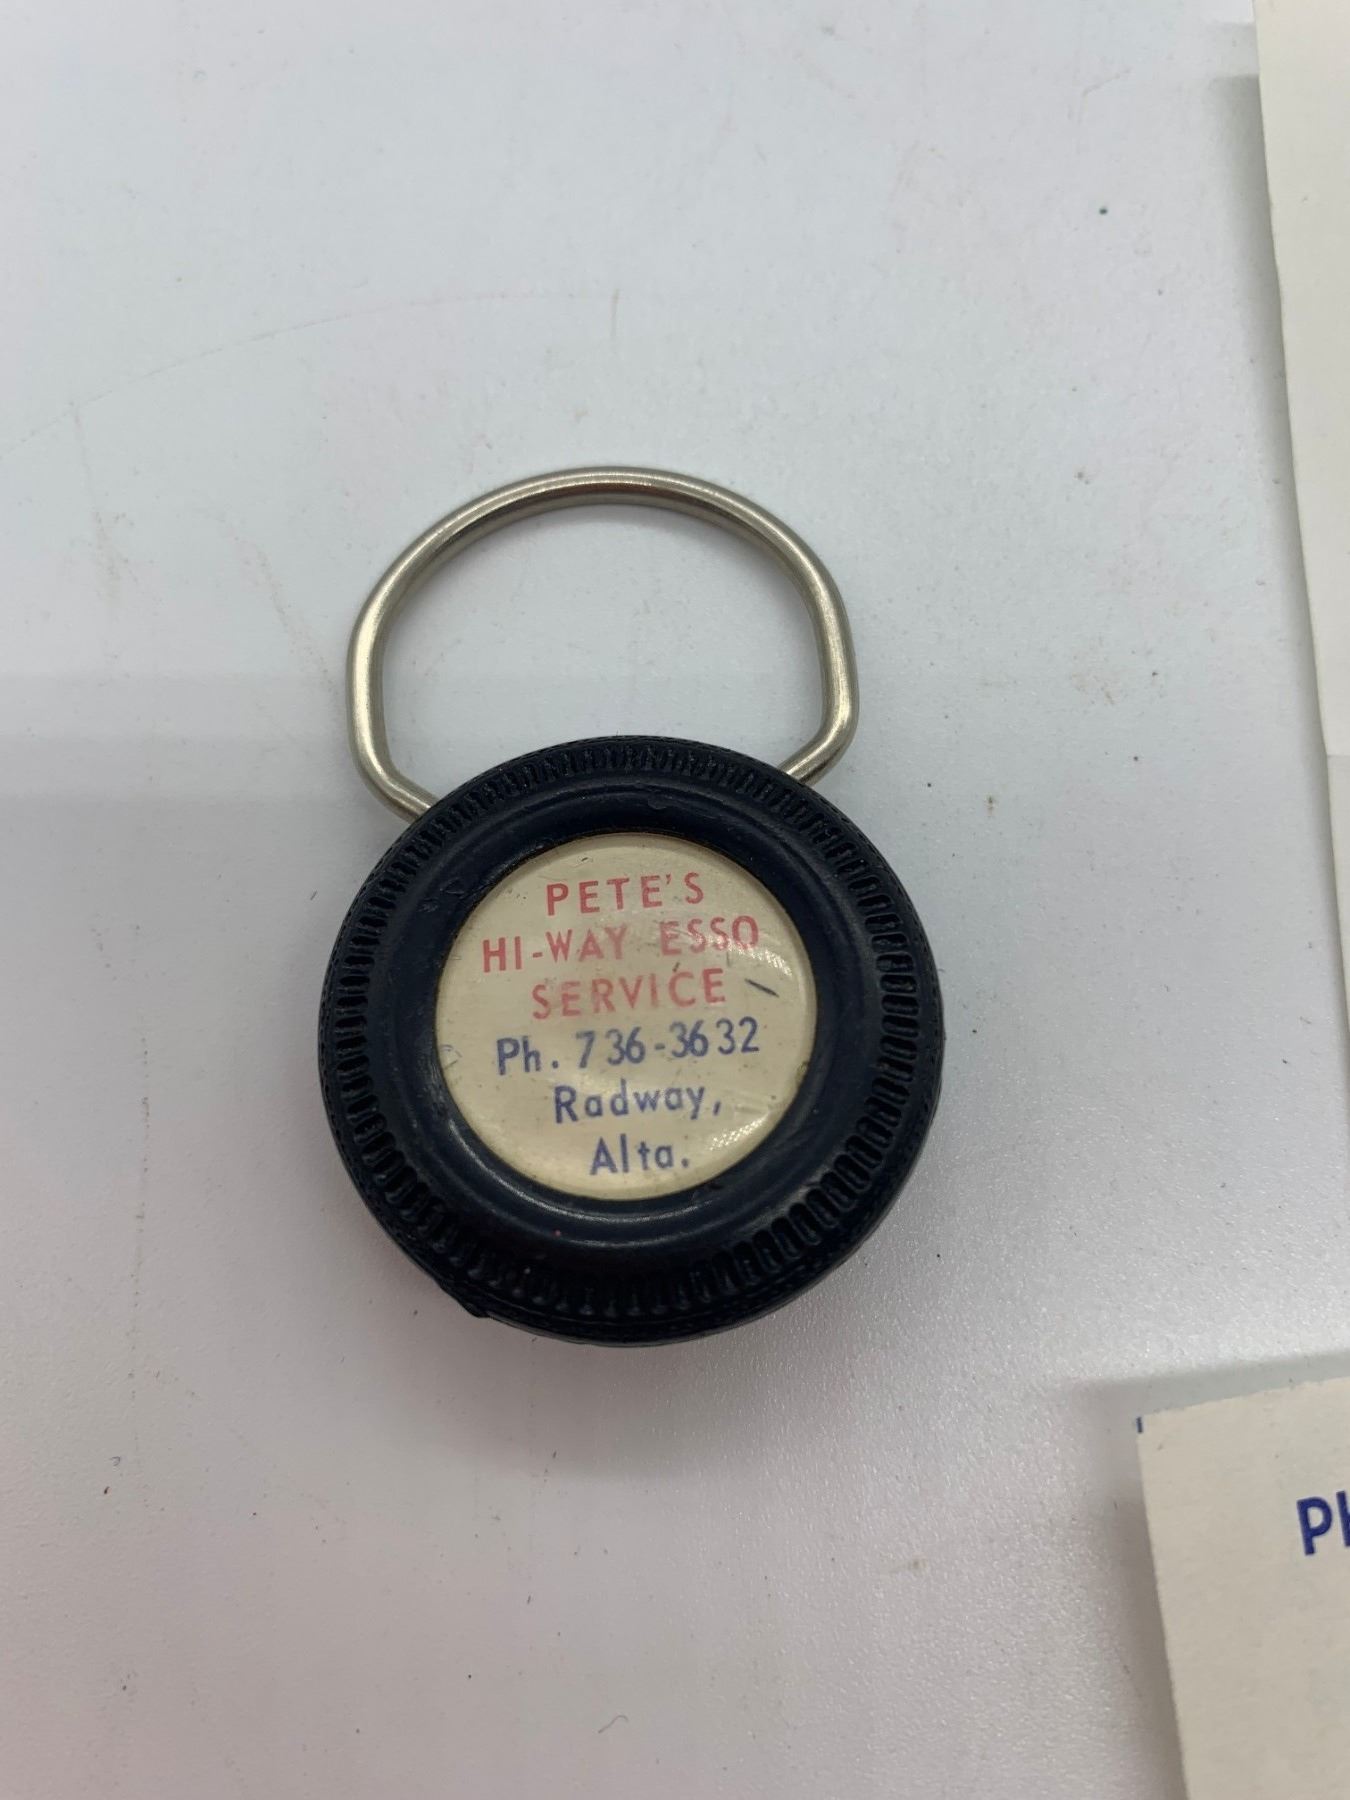 PETE'S
HI-WAY ESSO
SERVICE
Ph. 736-3632
Radway,
Alta.